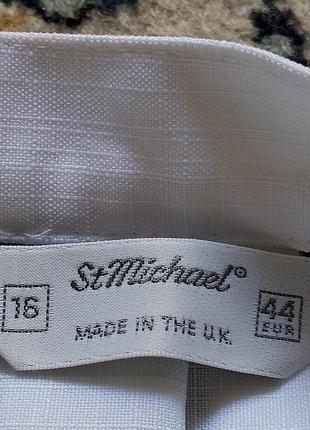 St Michael®
16
MADE IN THE U.K.
44
EUR